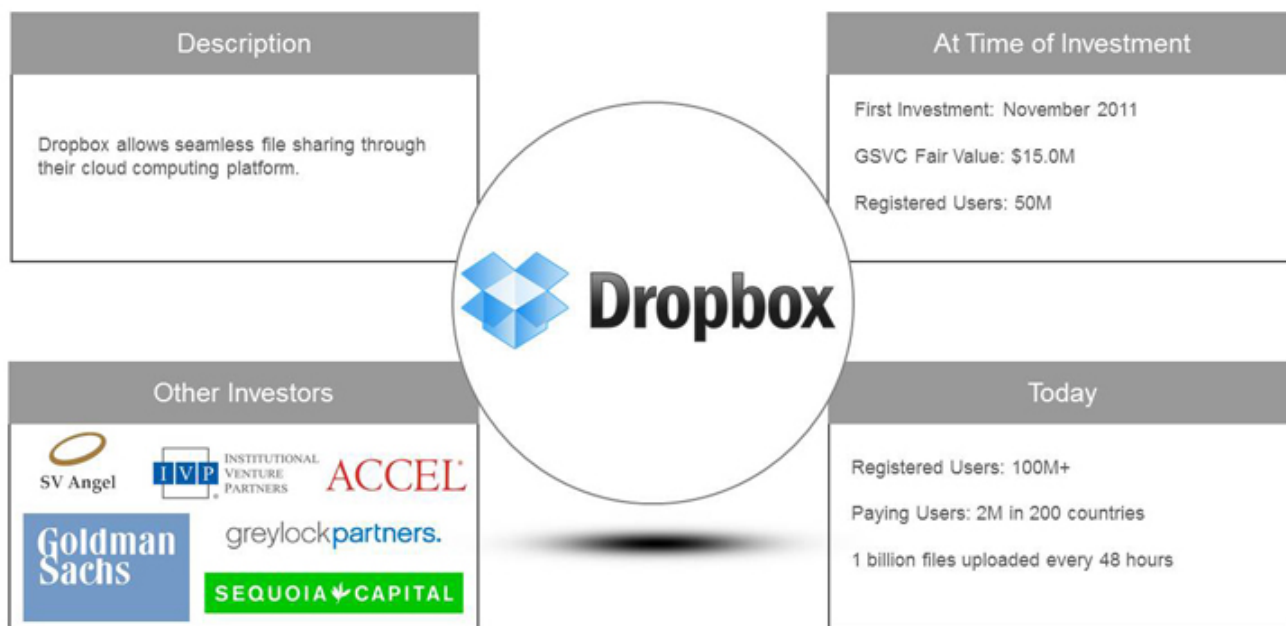 Description
Dropbox allows seamless file sharing through
their cloud computing platform.
At Time of Investment
First Investment: November 2011
GSVC Fair Value: $15.0M
Registered Users: 50M
Dropbox
Other Investors
SV Angel
IVP
INSTITUTIONAL
VENTURE
PARTNERS
ACCEL
Goldman
Sachs
greylockpartners.
SEQUOIA CAPITAL
Today
Registered Users: 100M+
Paying Users: 2M in 200 countries
1 billion files uploaded every 48 hours